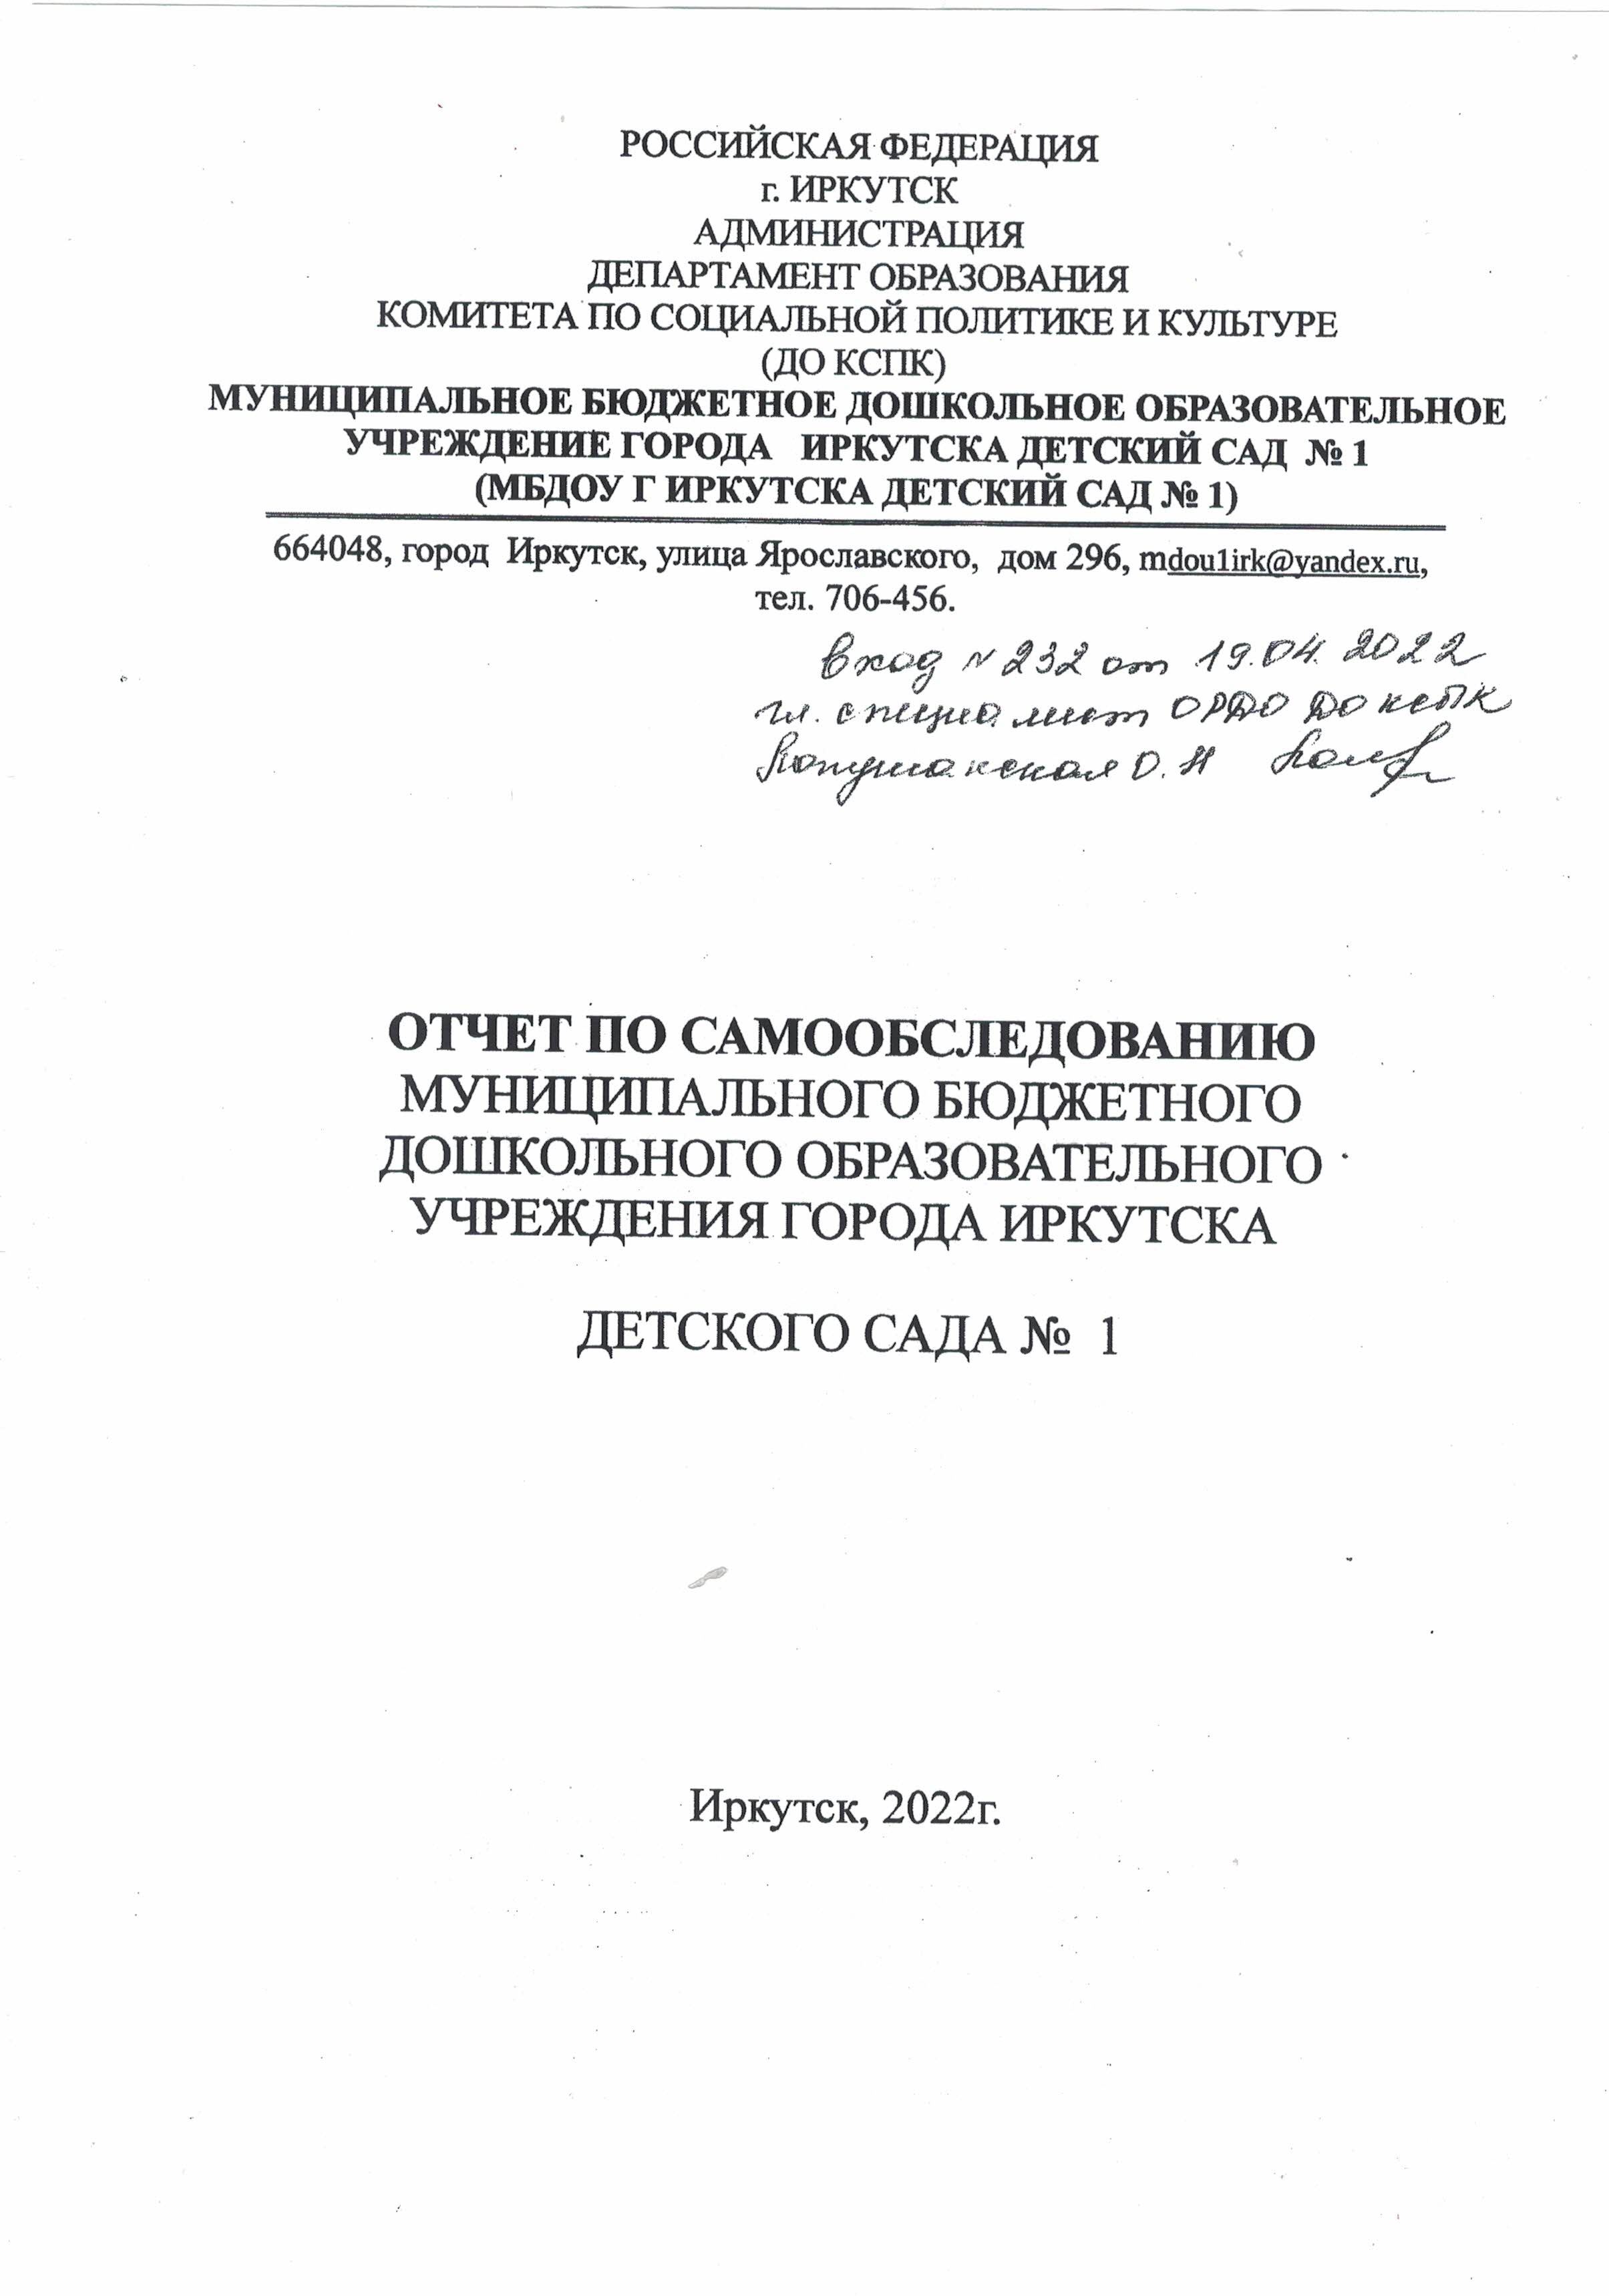 РОССИЙСКАЯ ФЕДЕРАЦИЯ
г. ИРКУТСК
АДМИНИСТРАЦИЯ
ДЕПАРТАМЕНТ ОБРАЗОВАНИЯ
КОМИТЕТА ПО СОЦИАЛЬНОЙ ПОЛИТИКЕ И КУЛЬТУРЕ
(ДО КСПК)
МУНИЦИПАЛЬНОЕ БЮДЖЕТНОЕ ДОШКОЛЬНОЕ ОБРАЗОВАТЕЛЬНОЕ
УЧРЕЖДЕНИЕ ГОРОДА ИРКУТСКА ДЕТСКИЙ САД № 1
(МБДОУ Г ИРКУТСКА ДЕТСКИЙ САД № 1)
664048, город Иркутск, улица Ярославского, дом 296, mdou1irk@yandex.ru,
тел. 706-456.
вход N 232 от 19.04. 2022
гл. специалист ОРДО ДО КСПК
О. Н
ОТЧЕТ ПО САМООБСЛЕДОВАНИЮ
МУНИЦИПАЛЬНОГО БЮДЖЕТНОГО
ДОШКОЛЬНОГО ОБРАЗОВАТЕЛЬНОГО
УЧРЕЖДЕНИЯ ГОРОДА ИРКУТСКА
ДЕТСКОГО САДА № 1
Иркутск, 2022г.